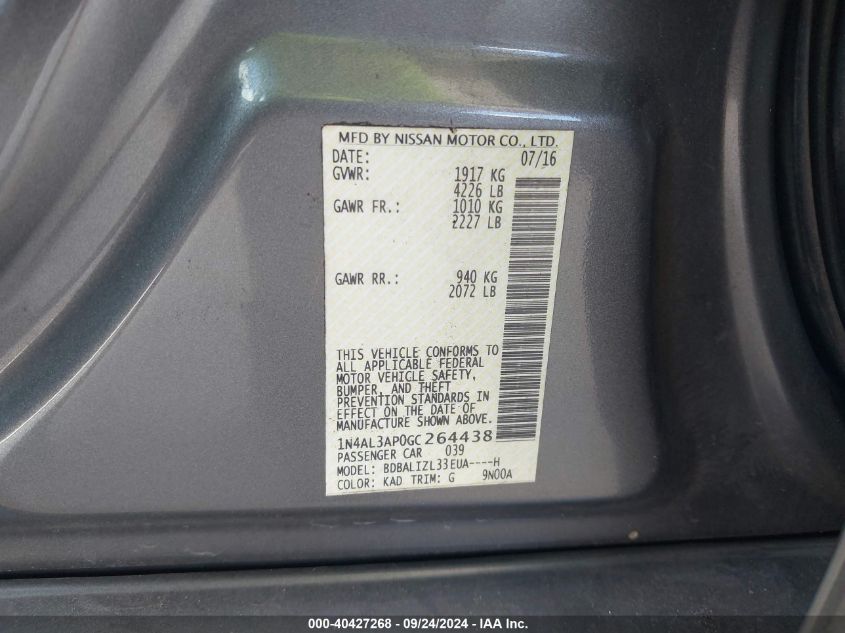 MFD BY NISSAN MOTOR CO., LTD.
DATE: 07/16
GVWR: 1917 KG
4226 LB
GAWR FR.: 1010 KG
2227 LB
GAWR RR.: 940 KG
2072 LB
THIS VEHICLE CONFORMS TO
ALL APPLICABLE FEDERAL
MOTOR VEHICLE SAFETY,
BUMPER, AND THEFT
PREVENTION STANDARDS IN
EFFECT ON THE DATE OF
MANUFACTURE SHOWN ABOVE.
1N4AL3AP0GC264438
PASSENGER CAR 039
MODEL: BDBALIZL33EUA----H
COLOR: KAD TRIM: G 9N00A
000-40427268 - 09/24/2024 - IAA Inc.